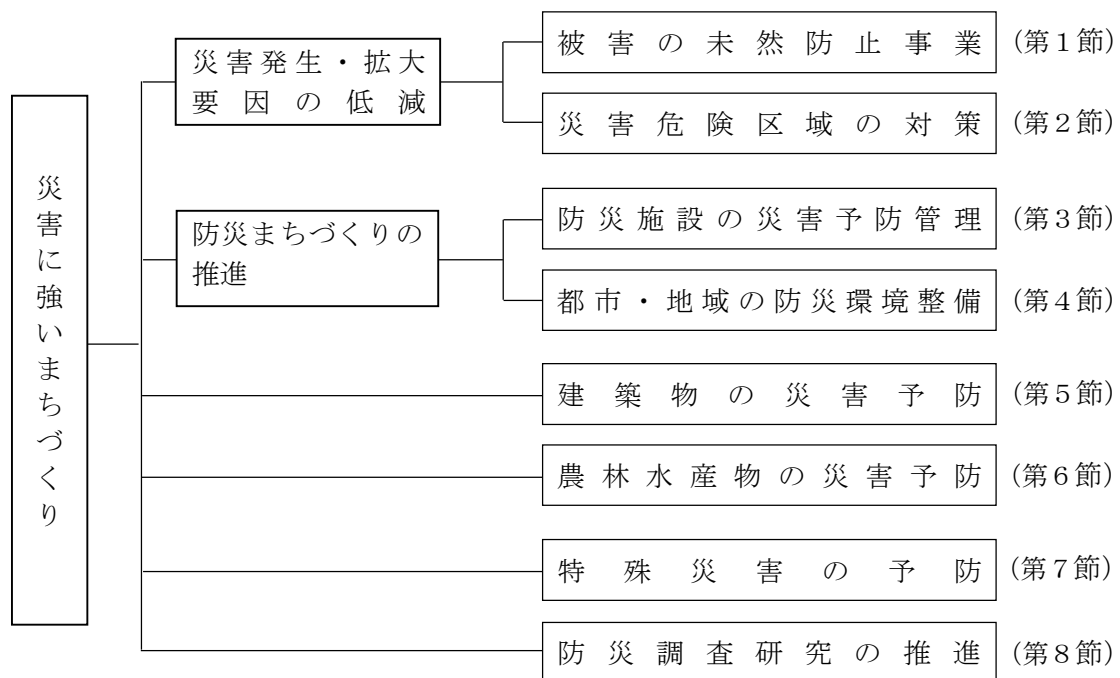 災害に強いまちづくり
災害発生・拡大
要因の低減
被害の未然防止事業
(第1節)
災害危険区域の対策
(第2節)
防災まちづくりの
推進
防災施設の災害予防管理
(第3節)
都市・地域の防災環境整備
(第4節)
建築物の災害予防
(第5節)
農林水産物の災害予防
(第6節)
特殊災害の予防
(第7節)
防災調査研究の推進
(第8節)